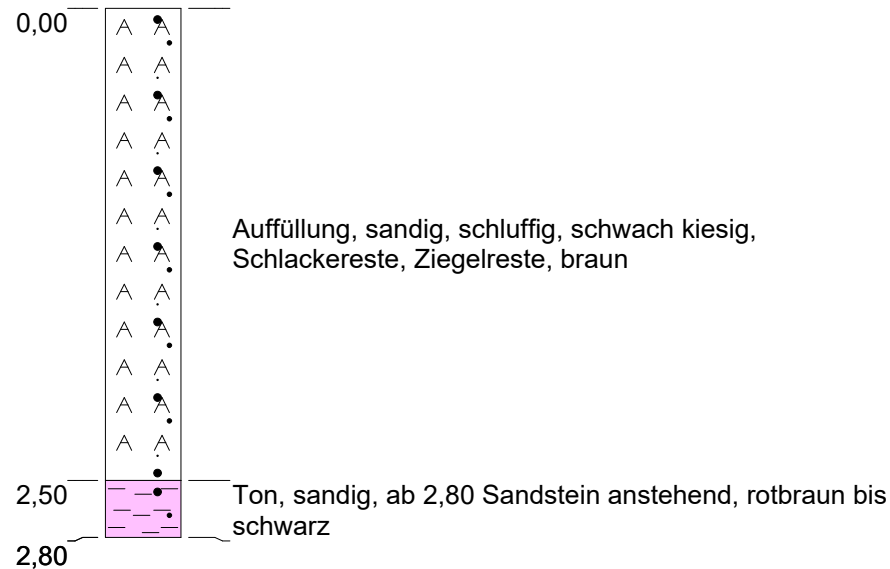 0,00
Auffüllung, sandig, schluffig, schwach kiesig,
Schlackereste, Ziegelreste, braun
2,50
Ton, sandig, ab 2,80 Sandstein anstehend, rotbraun bis
schwarz
2,80